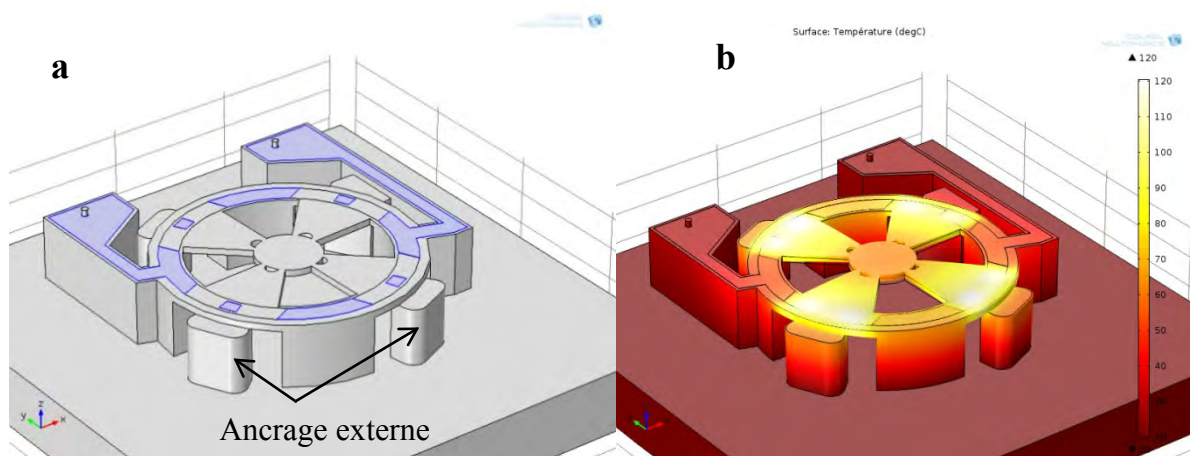 a
Ancrage externe
z
y
x
Surface: Température (degC)
b
▲ 120
120
110
100
90
80
70
60
50
40